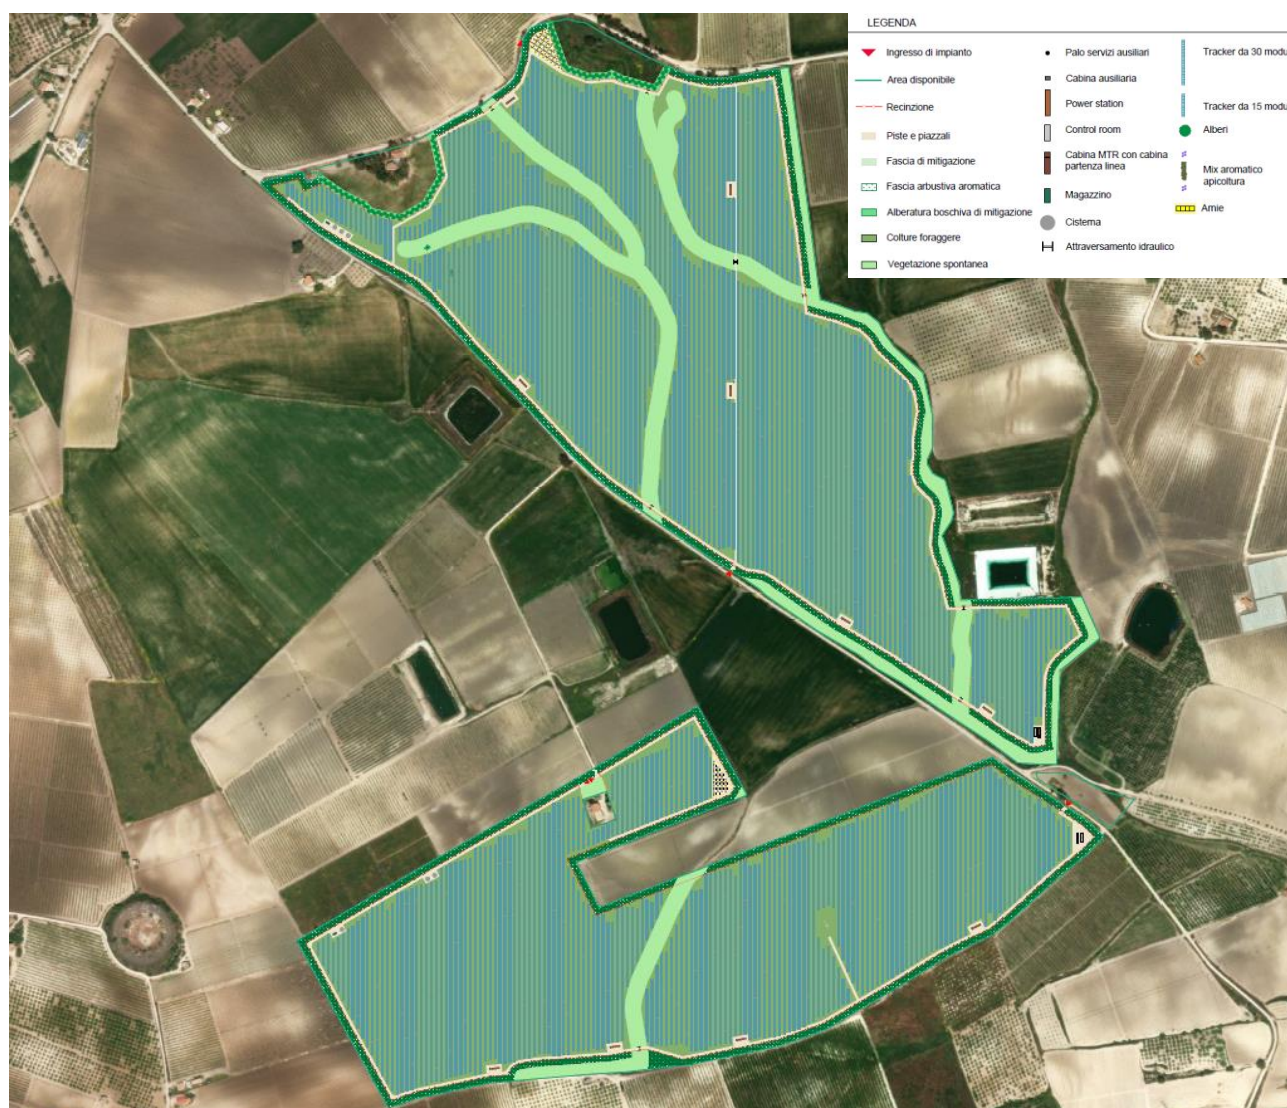 LEGENDA
Ingresso di impianto
Area disponibile
Recinzione
Piste e piazzali
Fascia di mitigazione
Fascia arbustiva aromatica
Alberatura boschiva di mitigazione
Colture foraggere
Vegetazione spontanea
Palo servizi ausiliari
Cabina ausiliaria
Power station
Control room
Cabina MTR con cabina
partenza linea
Magazzino
Cisterna
Attraversamento idraulico
Tracker da 30 modu
Tracker da 15 modu
Alberi
Mix aromatico
apicoltura
Arnie